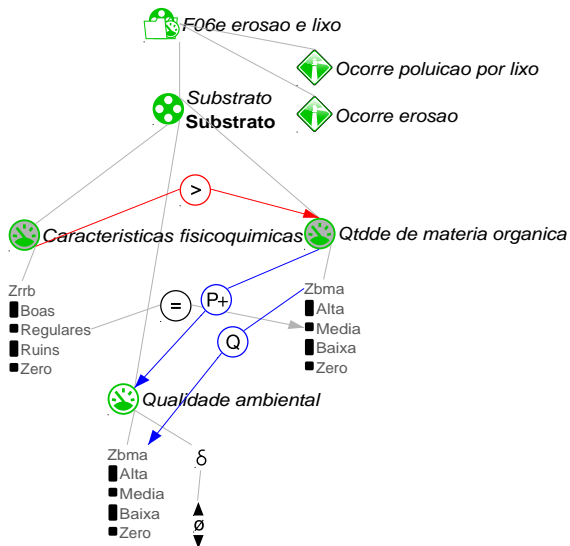 F06e erosao e lixo
Ocorre poluicao por lixo
Substrato
Substrato
Ocorre erosao
>
Caracteristicas fisicoquimicas
Qtdde de materia organica
Zrrb
Boas
Regulares
Ruins
Zero
=
P+
Q
Zbma
Alta
Media
Baixa
Zero
Qualidade ambiental
Zbma
Alta
Media
Baixa
Zero
δ
ø